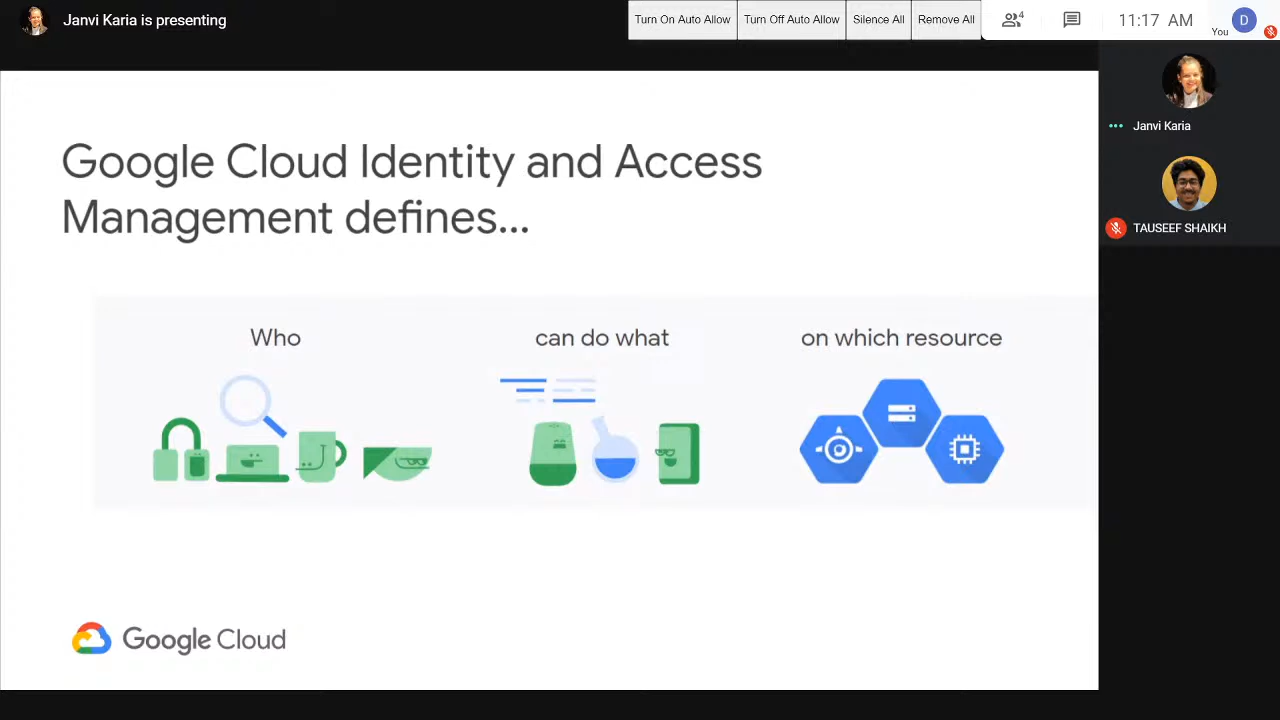 Janvi Karia is presenting
Turn On Auto Allow Turn Off Auto Allow Silence All Remove All
4
11:17 AM
You
D
Janvi Karia
TAUSEEF SHAIKH
Google Cloud Identity and Access
Management defines...
Who can do what on which resource
Google Cloud